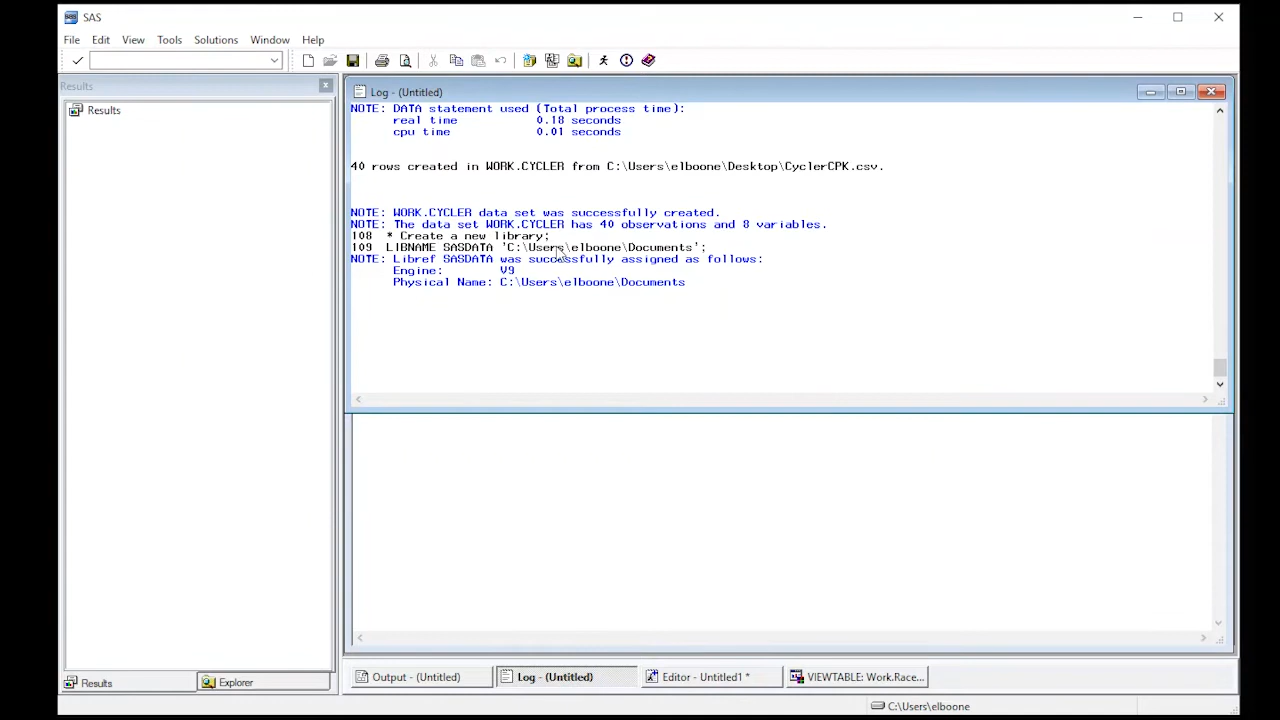 SAS
File Edit View Tools Solutions Window Help
Results
Results
Log - (Untitled)
NOTE: DATA statement used (Total process time):
real time 0.18 seconds
cpu time 0.01 seconds
40 rows created in WORK.CYCLER from C:\Users\elboone\Desktop\CyclerCPK.csv.
NOTE: WORK.CYCLER data set was successfully created.
NOTE: The data set WORK.CYCLER has 40 observations and 8 variables.
108 * Create a new library;
109 LIBNAME SASDATA 'C:\Users\elboone\Documents';
NOTE: Libref SASDATA was successfully assigned as follows:
Engine: V9
Physical Name: C:\Users\elboone\Documents
Results Explorer
Output - (Untitled) Log - (Untitled) Editor - Untitled1 * VIEWTABLE: Work.Race...
C:\Users\elboone